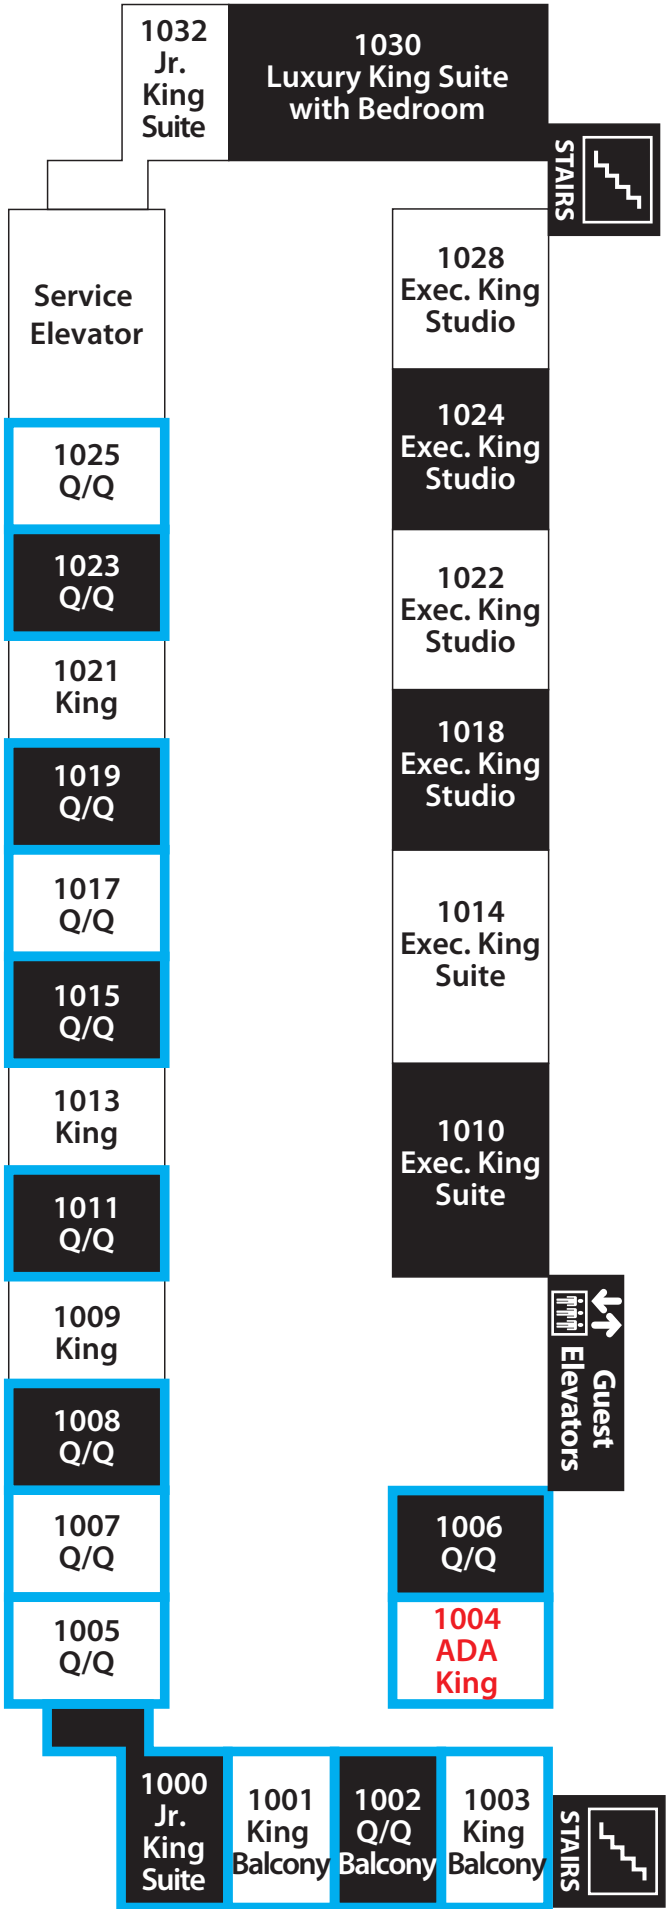 1032
Jr.
King
Suite
1030
Luxury King Suite
with Bedroom
STAIRS
Service
Elevator
1025
Q/Q
1023
Q/Q
1021
King
1019
Q/Q
1017
Q/Q
1015
Q/Q
1013
King
1011
Q/Q
1009
King
1008
Q/Q
1007
Q/Q
1005
Q/Q
1028
Exec. King
Studio
1024
Exec. King
Studio
1022
Exec. King
Studio
1018
Exec. King
Studio
1014
Exec. King
Suite
1010
Exec. King
Suite
Guest
Elevators
1006
Q/Q
1004
ADA
King
1000
Jr.
King
Suite
1001
King
Balcony
1002
Q/Q
Balcony
1003
King
Balcony
STAIRS